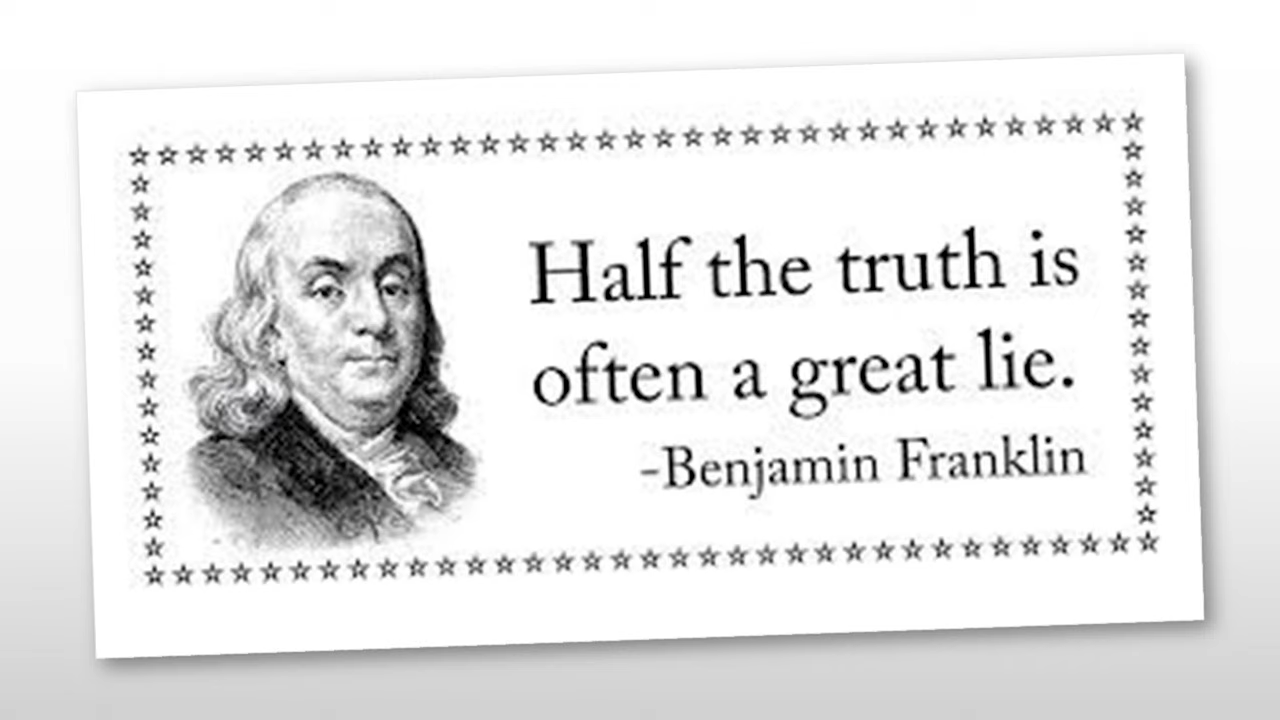 Half the truth is
often a great lie.
-Benjamin Franklin